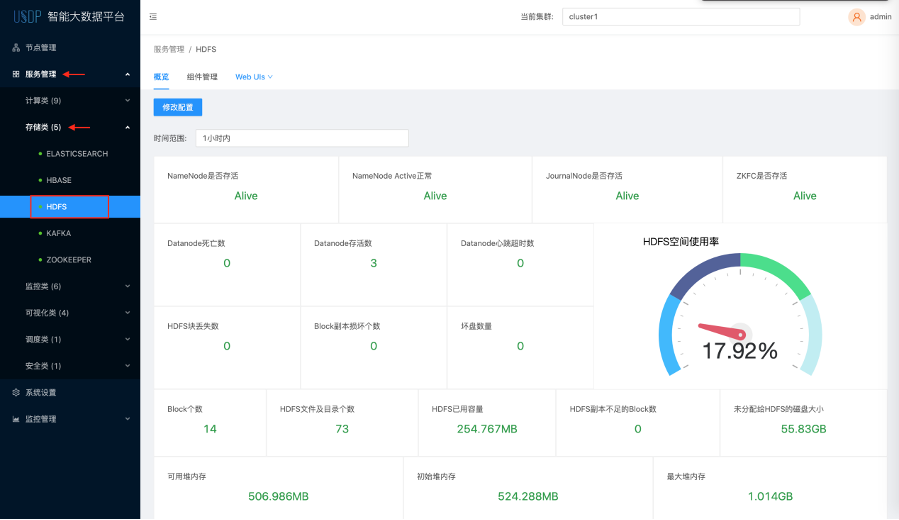 USDP 智能大数据平台
当前集群: cluster1
admin
节点管理
服务管理
计算类 (9)
存储类 (5)
ELASTICSEARCH
HBASE
HDFS
KAFKA
ZOOKEEPER
监控类 (6)
可视化类 (4)
调度类 (1)
安全类 (1)
系统设置
监控管理
服务管理 / HDFS
概览 组件管理 Web UIs
修改配置
时间范围: 1小时内
NameNode是否存活
Alive
NameNode Active正常
Alive
JournalNode是否存活
Alive
ZKFC是否存活
Alive
Datanode死亡数
0
Datanode存活数
3
Datanode心跳超时数
0
HDFS块丢失数
0
Block副本损坏个数
0
坏盘数量
0
HDFS空间使用率
17.92%
Block个数
14
HDFS文件及目录个数
73
HDFS已用容量
254.767MB
HDFS副本不足的Block数
0
未分配给HDFS的磁盘大小
55.83GB
可用堆内存
506.986MB
初始堆内存
524.288MB
最大堆内存
1.014GB